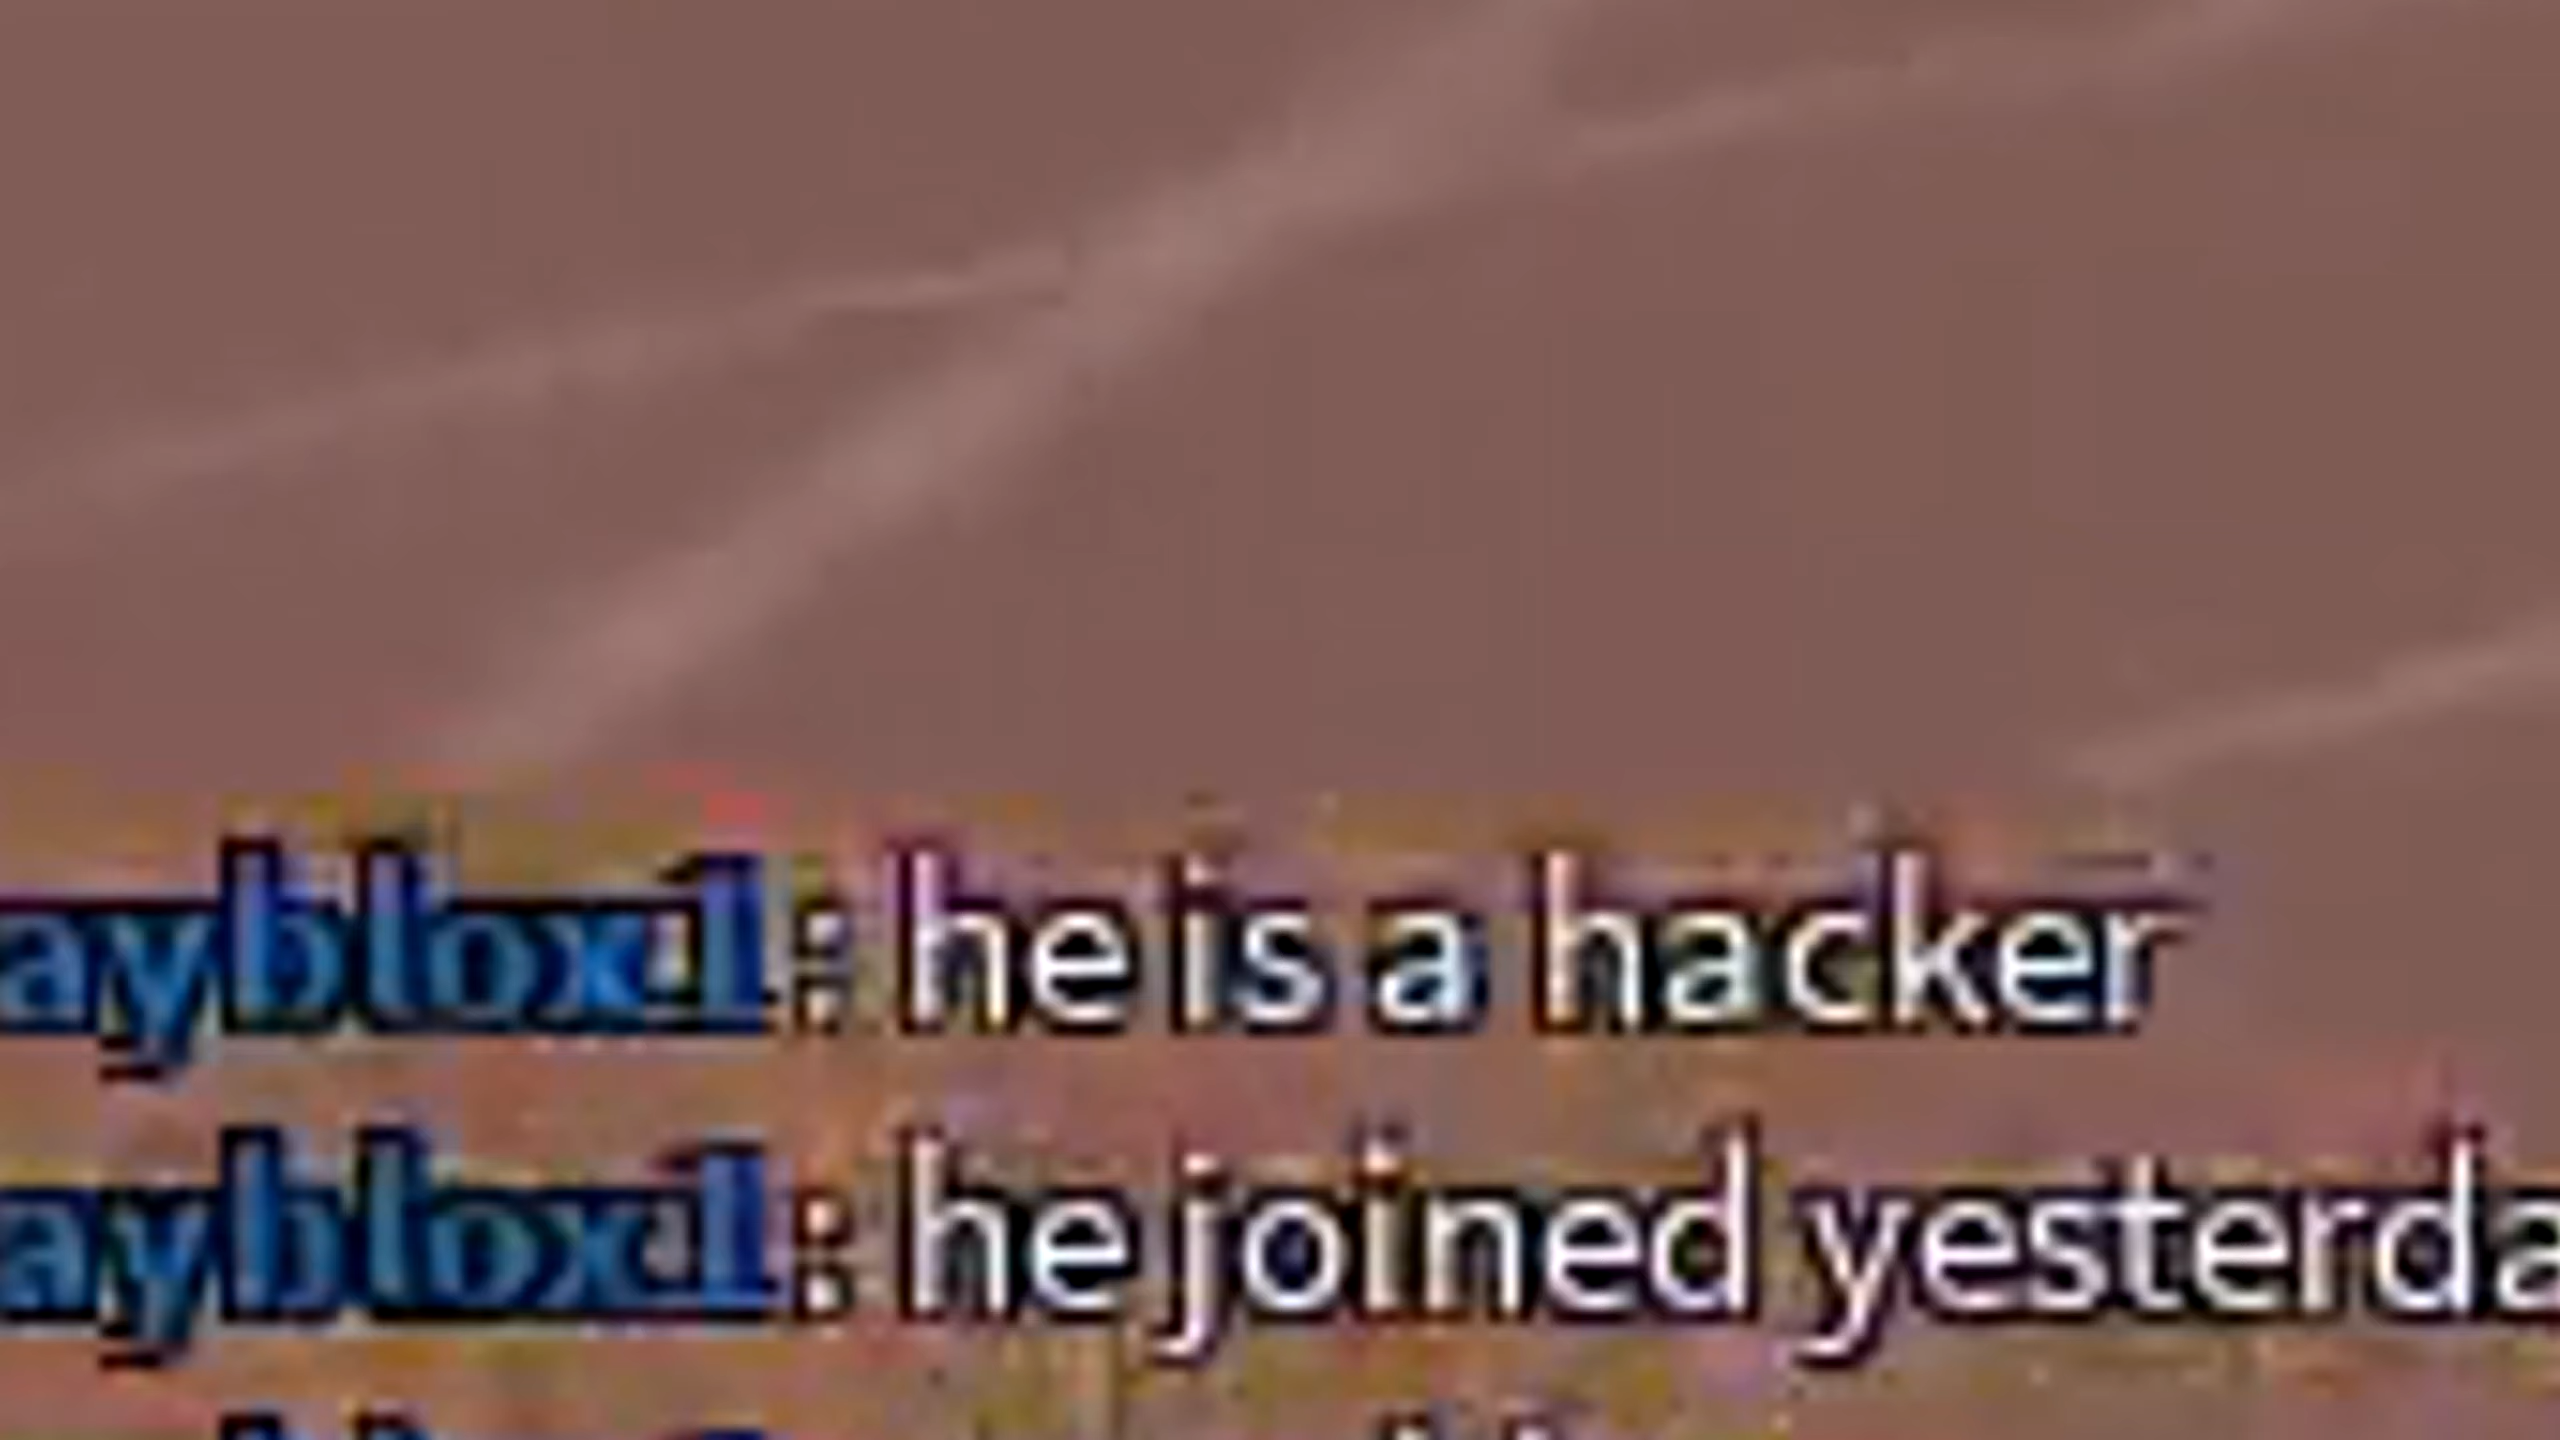 ayblox1: he is a hacker
ayblox1: he joined yesterda